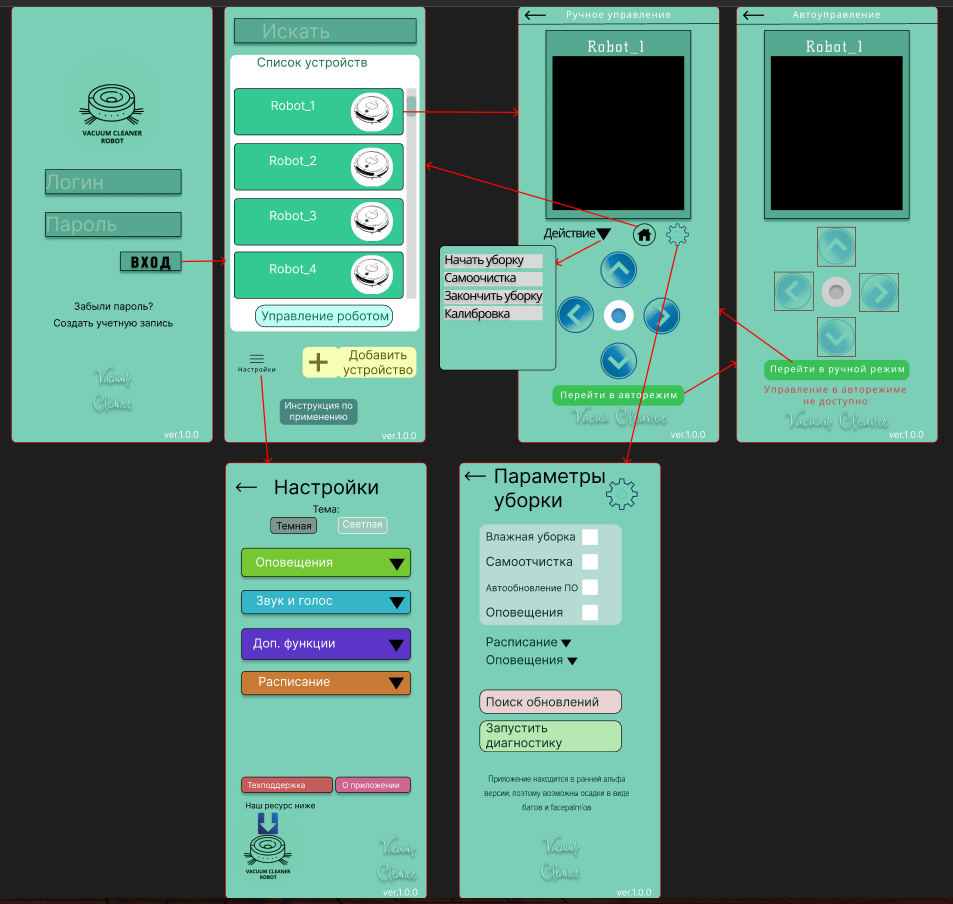 VACUUM CLEANER
ROBOT
Логин
Пароль
ВХОД
Забыли пароль?
Создать учетную запись
Vacuum
Cleaner
ver.1.0.0
Искать
Список устройств
Robot_1
Robot_2
Robot_3
Robot_4
Управление роботом
Настройки
+
Добавить
устройство
Инструкция по
применению
ver.1.0.0
Ручное управление
Robot_1
Действие
Начать уборку
Самоочистка
Закончить уборку
Калибровка
Перейти в авторежим
Vacuum Cleaner
ver.1.0.0
Автоуправление
Robot_1
Перейти в ручной режим
Управление в авторежиме
не доступно!
Vacuum Cleaner
ver.1.0.0
Настройки
Тема:
Темная
Светлая
Оповещения
Звук и голос
Доп. функции
Расписание
Техподдержка
О приложении
Наш ресурс ниже
VACUUM CLEANER
ROBOT
Vacuum
Cleaner
ver.1.0.0
Параметры
уборки
Влажная уборка
Самоотчистка
Автообновление ПО
Оповещения
Расписание
Оповещения
Поиск обновлений
Запустить
диагностику
Приложение находится в ранней альфа
версии, поэтому возможны осадки в виде
багов и facepalm'ов
Vacuum
Cleaner
ver.1.0.0